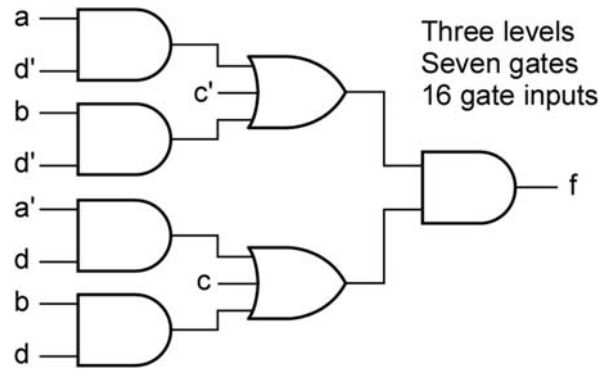 a
d'
b
d'
c'
a'
d
b
d
c
f
Three levels
Seven gates
16 gate inputs